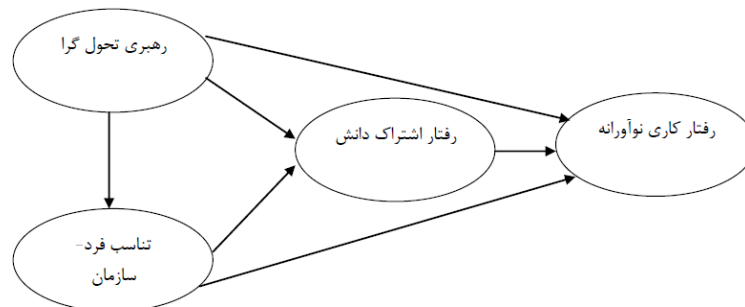 رهبری تحول گرا
رفتار اشتراک دانش
رفتار کاری نوآورانه
تناسب فرد-
سازمان